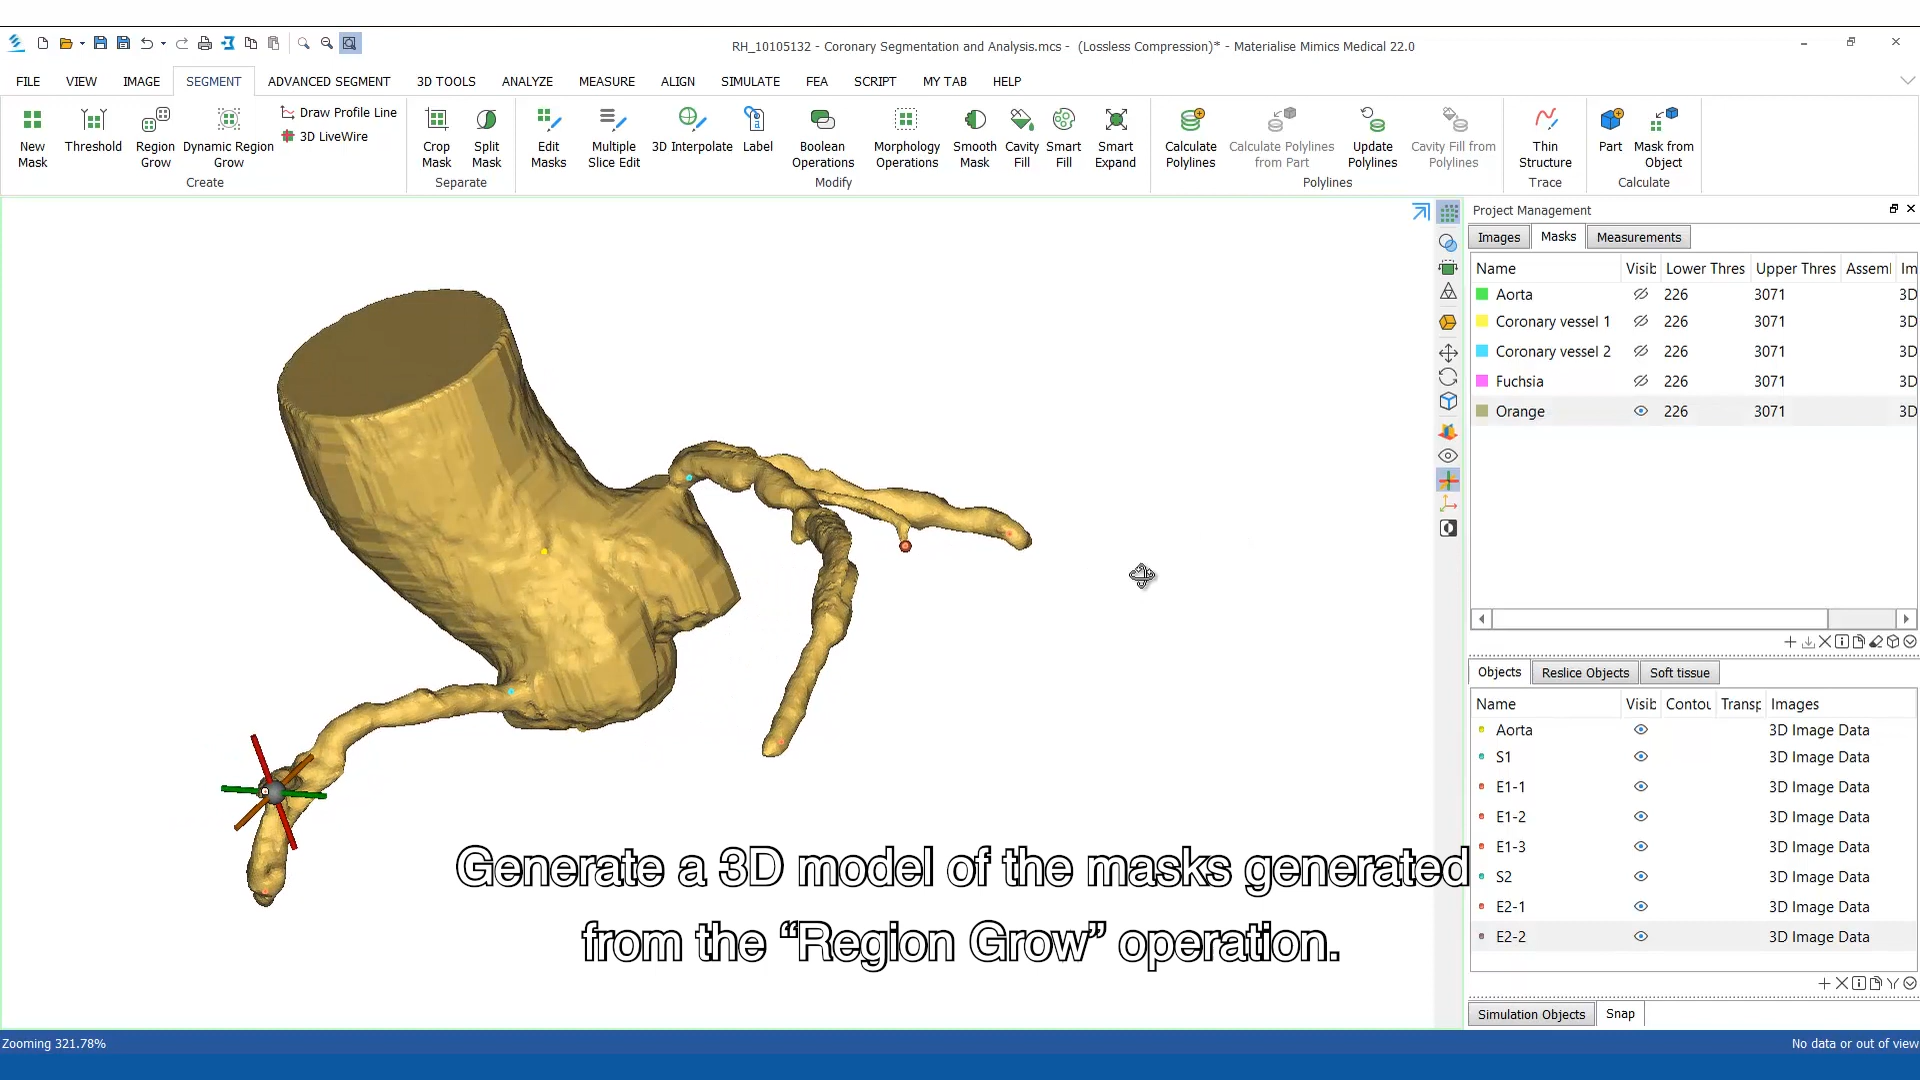 RH_10105132 - Coronary Segmentation and Analysis.mcs - (Lossless Compression)* - Materialise Mimics Medical 22.0
FILE VIEW IMAGE SEGMENT ADVANCED SEGMENT 3D TOOLS ANALYZE MEASURE ALIGN SIMULATE FEA SCRIPT MY TAB HELP
New Mask
Threshold
Region Grow
Dynamic Region Grow
Draw Profile Line
3D LiveWire
Create
Crop Mask
Split Mask
Separate
Edit Masks
Multiple Slice Edit
3D Interpolate
Label
Boolean Operations
Morphology Operations
Smooth Mask
Cavity Fill
Smart Fill
Smart Expand
Modify
Calculate Polylines
Calculate Polylines from Part
Update Polylines
Cavity Fill from Polylines
Polylines
Thin Structure
Trace
Part
Mask from Object
Calculate
Project Management
Images Masks Measurements
Name Visib Lower Thres Upper Thres Asseml Im
Aorta 226 3071 3D
Coronary vessel 1 226 3071 3D
Coronary vessel 2 226 3071 3D
Fuchsia 226 3071 3D
Orange 226 3071 3D
Objects Reslice Objects Soft tissue
Name Visib Contou Transp Images
Aorta 3D Image Data
S1 3D Image Data
E1-1 3D Image Data
E1-2 3D Image Data
E1-3 3D Image Data
S2 3D Image Data
E2-1 3D Image Data
E2-2 3D Image Data
Simulation Objects Snap
Generate a 3D model of the masks generated
from the “Region Grow” operation.
Zooming 321.78%
No data or out of view